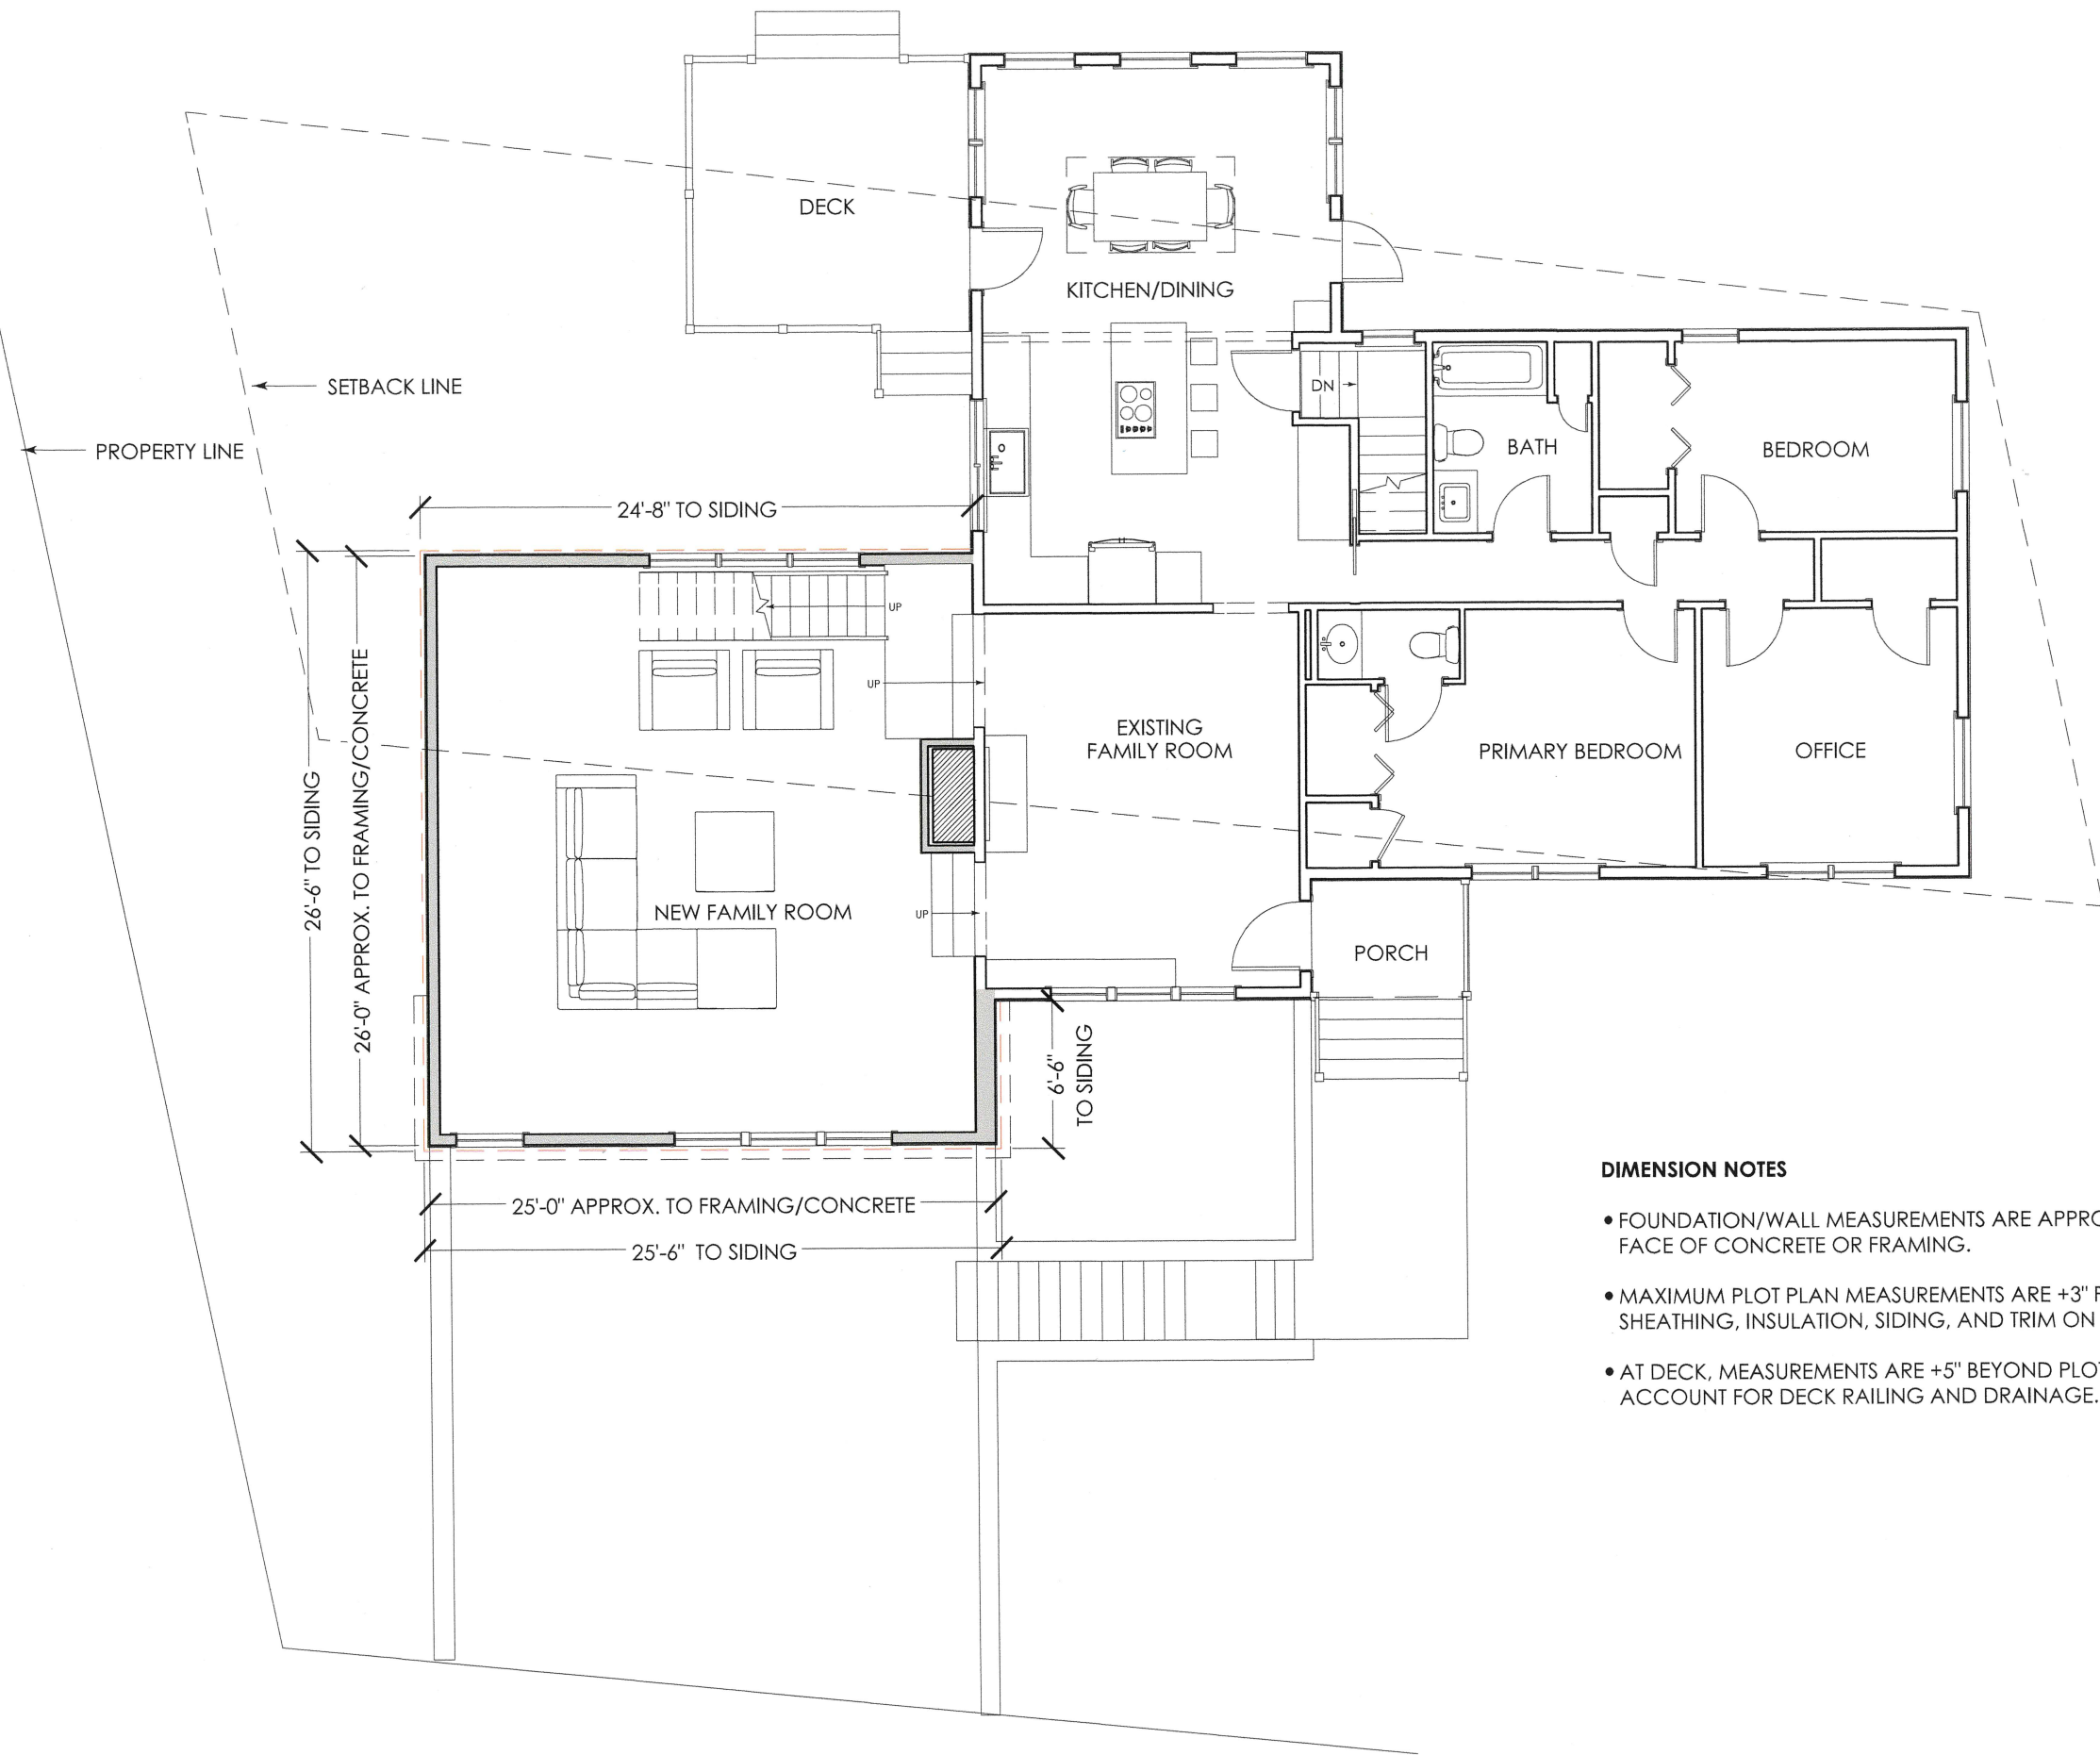 DECK
KITCHEN/DINING
SETBACK LINE
PROPERTY LINE
DN
BATH
BEDROOM
24'-8" TO SIDING
UP
UP
26'-6" TO SIDING
26'-0" APPROX. TO FRAMING/CONCRETE
EXISTING
FAMILY ROOM
PRIMARY BEDROOM
OFFICE
NEW FAMILY ROOM
UP
PORCH
6'-6"
TO SIDING
25'-0" APPROX. TO FRAMING/CONCRETE
25'-6" TO SIDING
DIMENSION NOTES
• FOUNDATION/WALL MEASUREMENTS ARE
FACE OF CONCRETE OR FRAMING.
• MAXIMUM PLOT PLAN MEASUREMENTS ARE +3"
SHEATHING, INSULATION, SIDING, AND TRIM ON
• AT DECK, MEASUREMENTS ARE +5" BEYOND
ACCOUNT FOR DECK RAILING AND DRAINAGE.